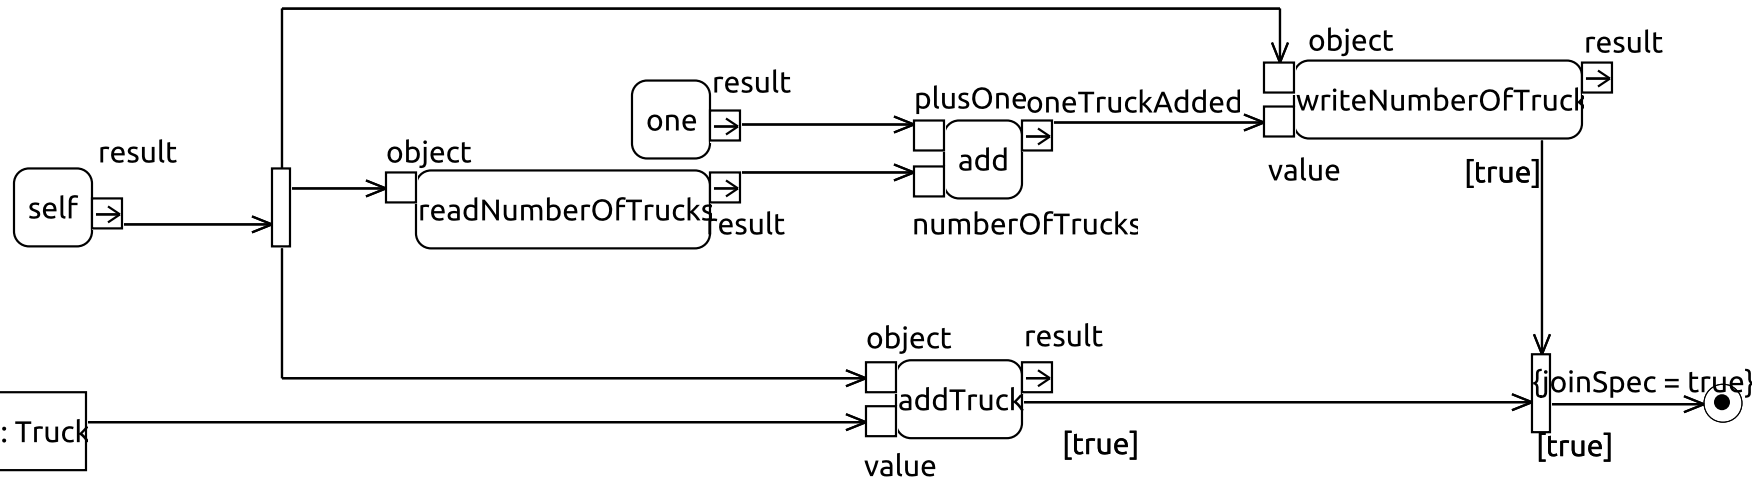 object
result
result
plusOne
oneTruckAdded
writeNumberOfTruck
one
result
object
add
value
[true]
self
readNumberOfTrucks
result
numberOfTrucks
object
result
{joinSpec = true}
addTruck
: Truck
[true]
[true]
value